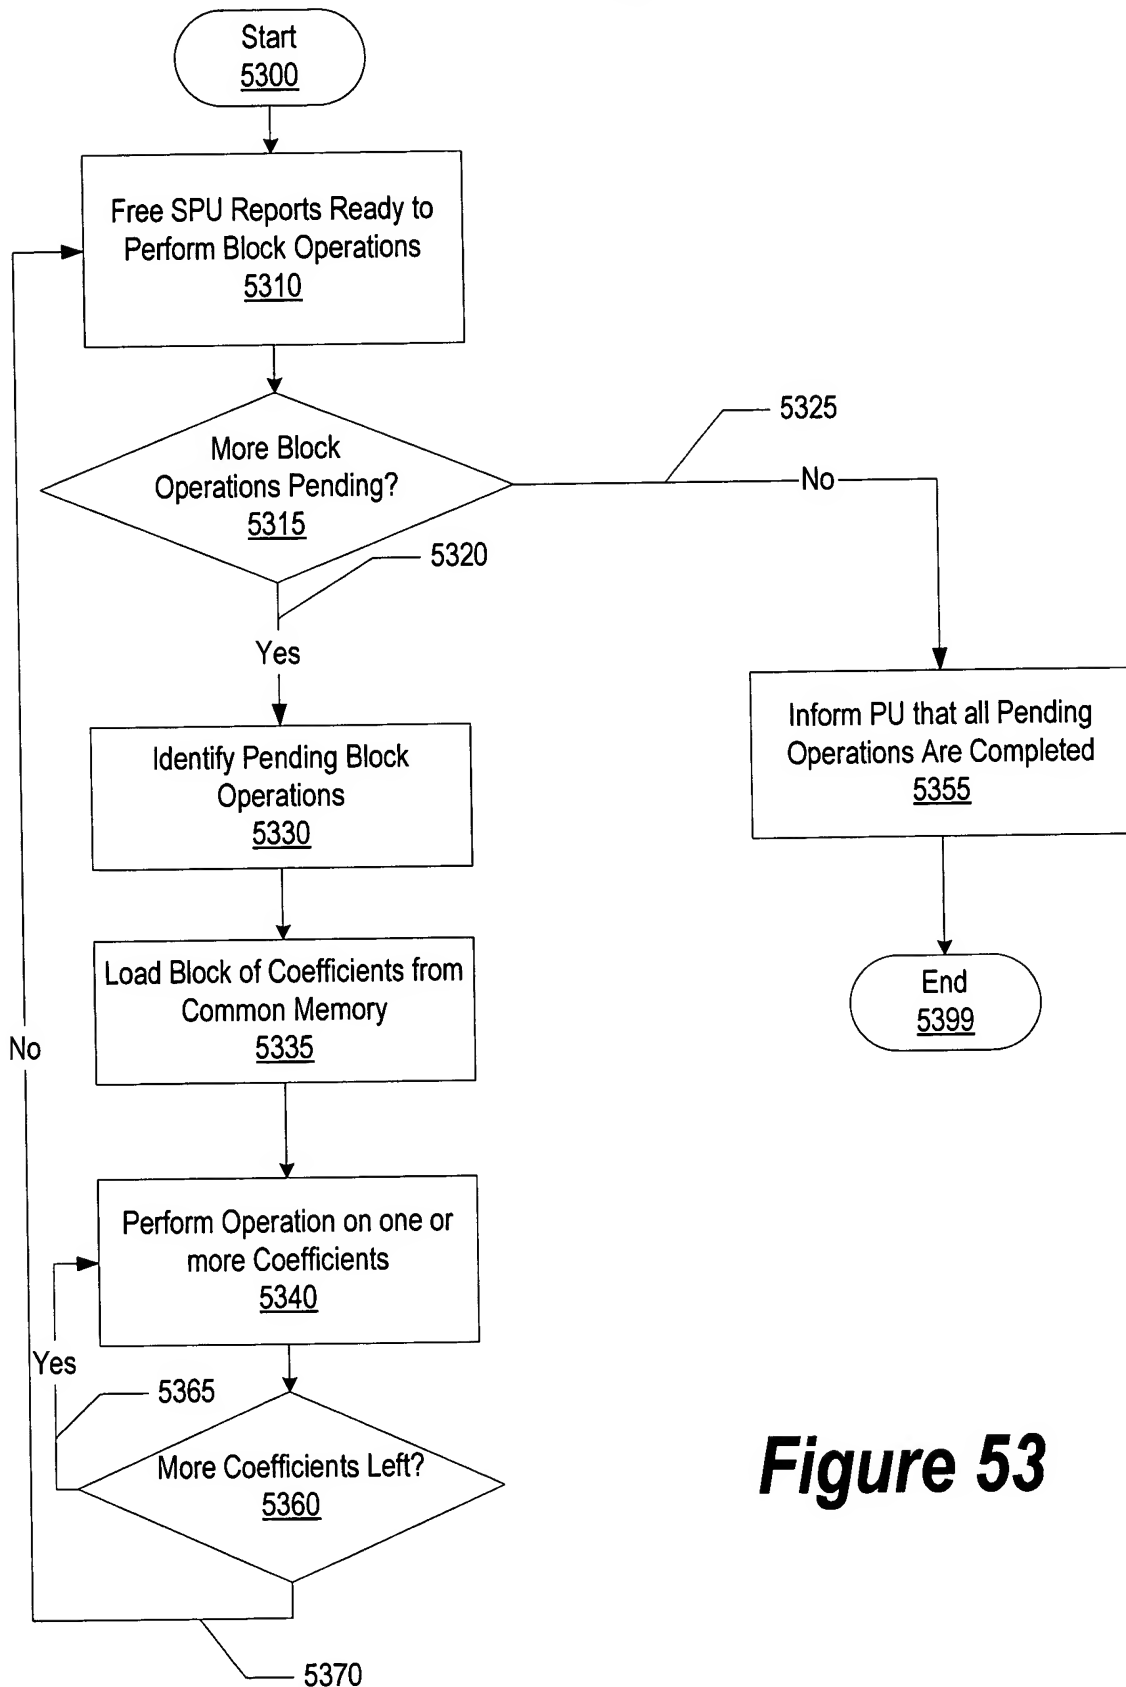 Start
5300
Free SPU Reports Ready to
Perform Block Operations
5310
More Block
Operations Pending?
5315
5325
No
5320
Yes
Identify Pending Block
Operations
5330
Inform PU that all Pending
Operations Are Completed
5355
Load Block of Coefficients from
Common Memory
5335
End
5399
No
Perform Operation on one or
more Coefficients
5340
Yes
5365
More Coefficients Left?
5360
5370
Figure 53